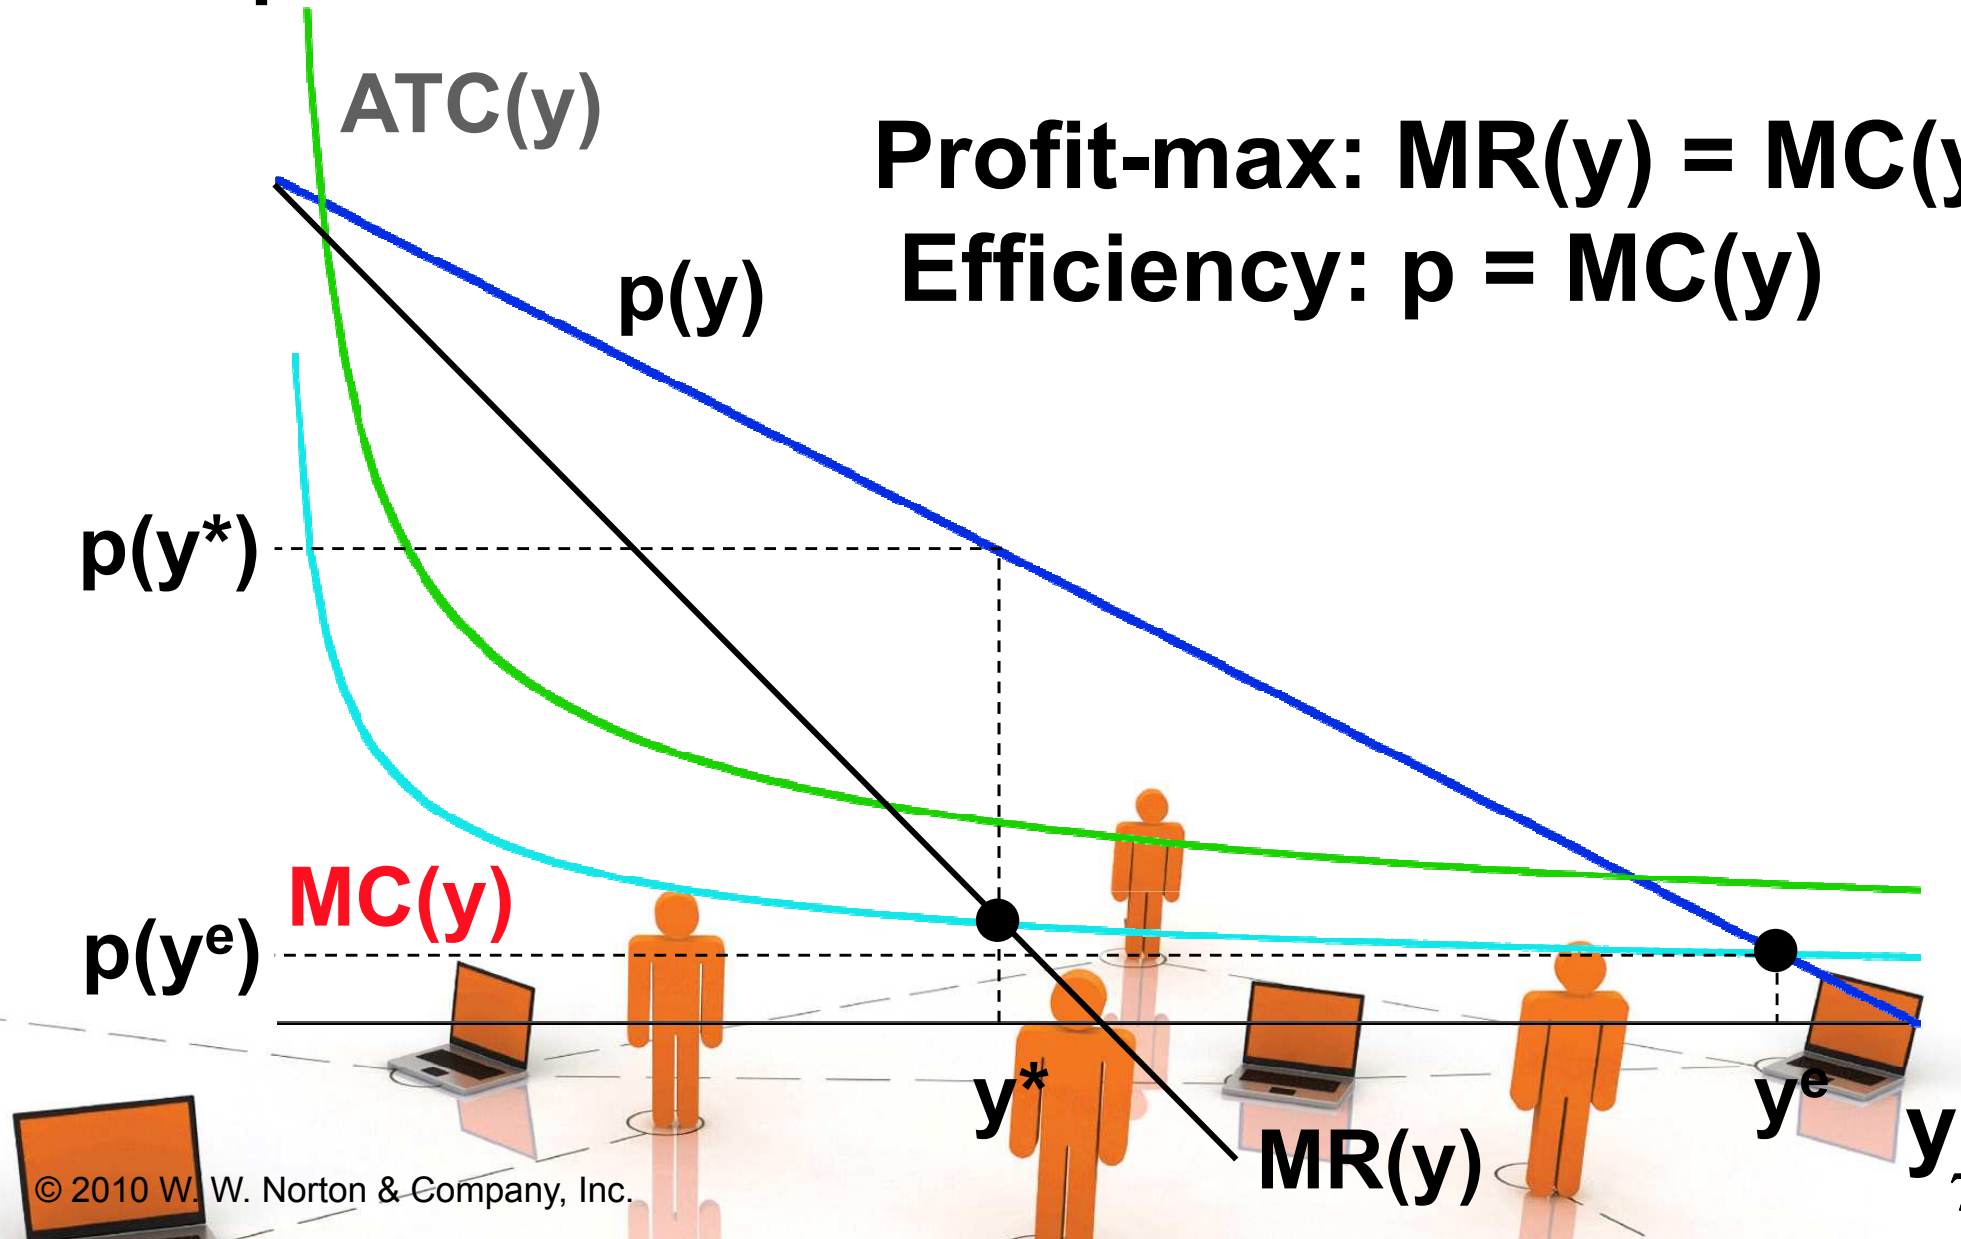 ATC(y)
Profit-max: MR(y) = MC(y
Efficiency: p = MC(y)
p(y)
p(y*)
MC(y)
p(yᵉ)
y*
yᵉ
y
MR(y)
© 2010 W. W. Norton & Company, Inc.